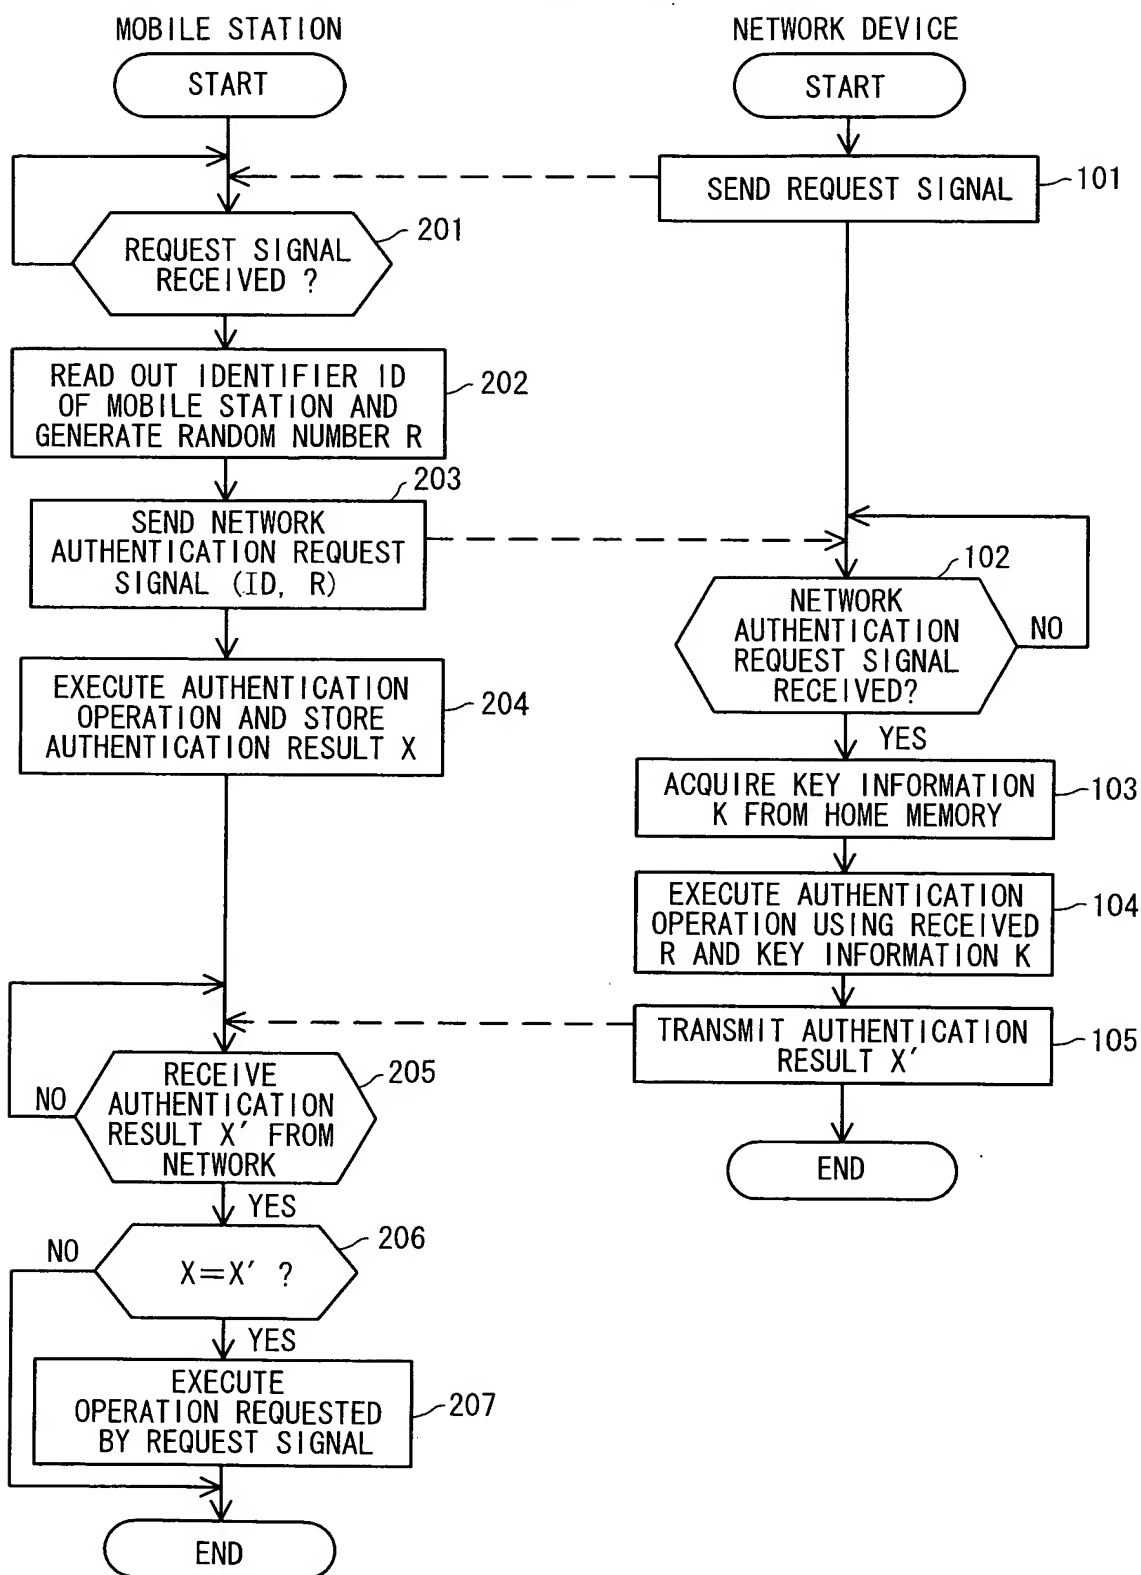 MOBILE STATION
START
201
REQUEST SIGNAL
RECEIVED ?
READ OUT IDENTIFIER ID
OF MOBILE STATION AND
GENERATE RANDOM NUMBER R
202
203
SEND NETWORK
AUTHENTICATION REQUEST
SIGNAL (ID, R)
EXECUTE AUTHENTICATION
OPERATION AND STORE
AUTHENTICATION RESULT X
204
RECEIVE
AUTHENTICATION
RESULT X′ FROM
NETWORK
205
NO
YES
206
NO
X=X′ ?
YES
EXECUTE
OPERATION REQUESTED
BY REQUEST SIGNAL
207
END
NETWORK DEVICE
START
SEND REQUEST SIGNAL
101
102
NETWORK
AUTHENTICATION
REQUEST SIGNAL
RECEIVED?
NO
YES
ACQUIRE KEY INFORMATION
K FROM HOME MEMORY
103
EXECUTE AUTHENTICATION
OPERATION USING RECEIVED
R AND KEY INFORMATION K
104
TRANSMIT AUTHENTICATION
RESULT X′
105
END